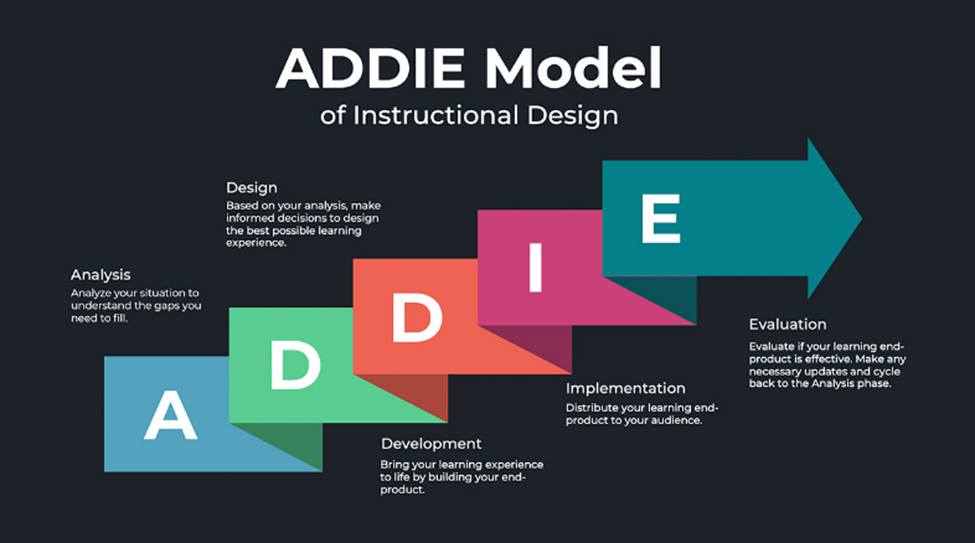 ADDIE Model
of Instructional Design
Design
Based on your analysis, make
informed decisions to design
the best possible learning
experience.
Analysis
Analyze your situation to
understand the gaps you
need to fill.
A
D
D
I
E
Development
Bring your learning experience
to life by building your end-
product.
Implementation
Distribute your learning end-
product to your audience.
Evaluation
Evaluate if your learning end-
product is effective. Make any
necessary updates and cycle
back to the Analysis phase.